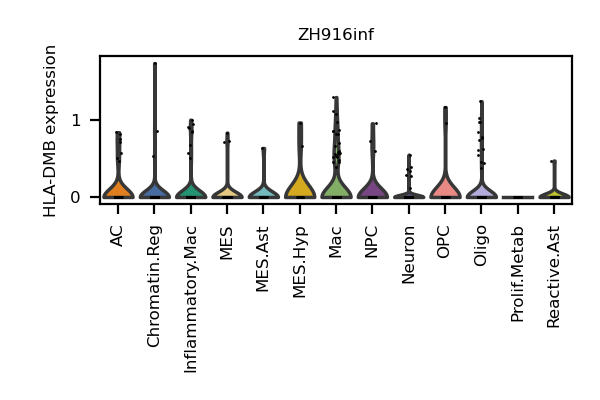 ZH916inf
HLA-DMB expression
1
0
AC
Chromatin.Reg
Inflammatory.Mac
MES
MES.Ast
MES.Hyp
Mac
NPC
Neuron
OPC
Oligo
Prolif.Metab
Reactive.Ast